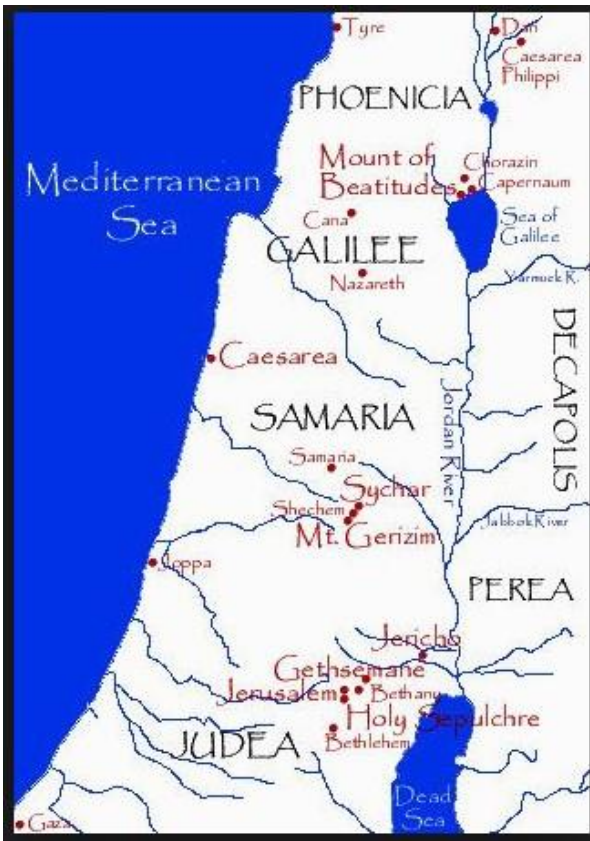 Tyre
Dan
Caesarea
Philippi
PHOENICIA
Mount of
Beatitudes
Chorazin
Capernaum
Mediterranean
Sea
Sea of
Galilee
Cana
GALILEE
Nazareth
Yarmuck R.
DECAPOLIS
Caesarea
Jordan River
SAMARIA
Samaria
Sychar
Shechem
Mt. Gerizim
Jabbok River
Joppa
PEREA
Jericho
Gethsemane
Jerusalem
Bethany
Holy Sepulchre
JUDEA
Bethlehem
Dead
Sea
Gaza